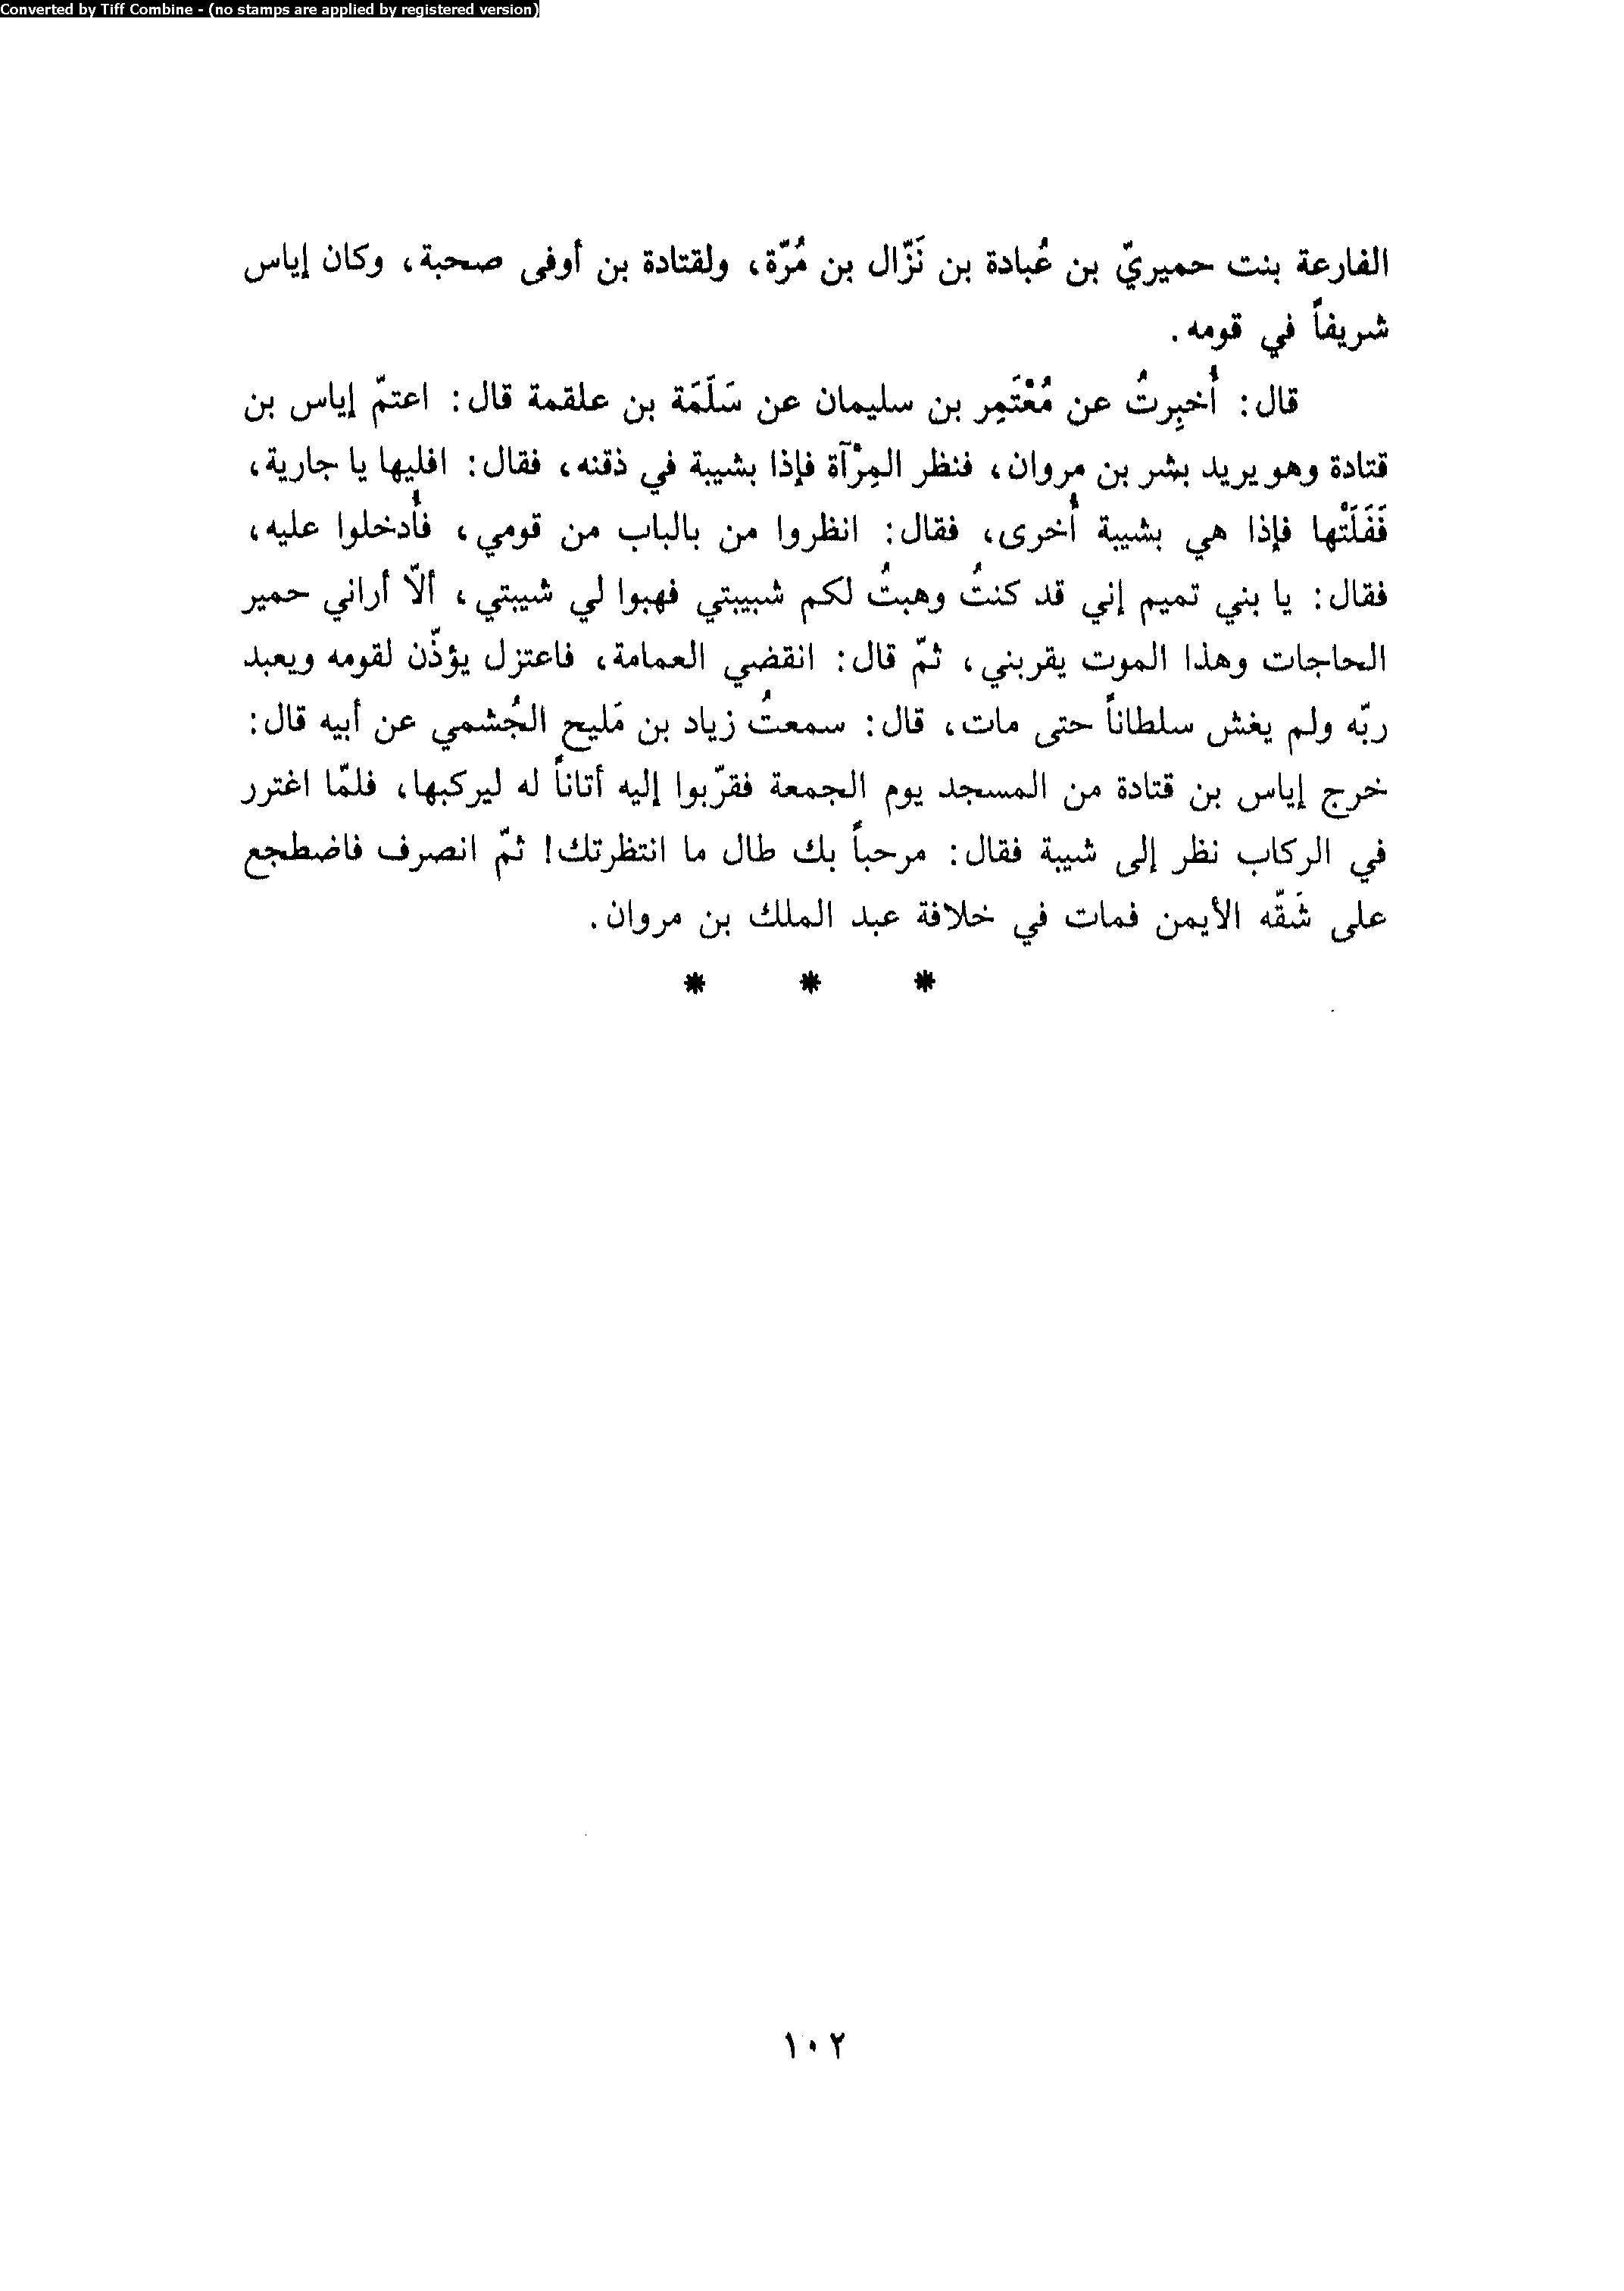 Converted by Tiff Combine - (no stamps are applied by registered version)
الفارعة بنت حميريّ بن عُبادة بن نَزّال بن مُرّة، ولقتادة بن أوفى صحبة، وكان إياس
شريفاً في قومه.
قال: أُخبِرتُ عن مُعْتَمِر بن سليمان عن سَلَمَة بن علقمة قال: اعتمّ إياس بن
قتادة وهو يريد بشر بن مروان، فنظر المِرْآة فإذا بشيبة في ذقنه، فقال: افليها يا جارية،
فَفَلَتْها فإذا هي بشيبة أُخرى، فقال: انظروا من بالباب من قومي، فأُدخلوا عليه،
فقال: يا بني تميم إني قد كنتُ وهبتُ لكم شبيبتي فهبوا لي شيبتي، ألّا أراني حمير
الحاجات وهذا الموت يقربني، ثمّ قال: انقضي العمامة، فاعتزل يؤذّن لقومه ويعبد
ربّه ولم يغش سلطاناً حتى مات، قال: سمعتُ زياد بن مَليح الجُشمي عن أبيه قال:
خرج إياس بن قتادة من المسجد يوم الجمعة فقرّبوا إليه أتاناً له ليركبها، فلمّا اغترر
في الركاب نظر إلى شيبة فقال: مرحباً بك طال ما انتظرتك! ثمّ انصرف فاضطجع
على شَقّه الأيمن فمات في خلافة عبد الملك بن مروان.
* * *
١٠٢